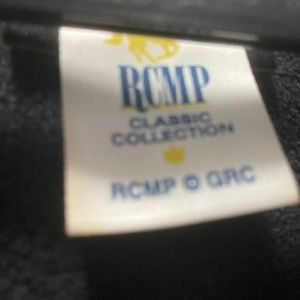 RCMP
CLASSIC
COLLECTION
RCMP © GRC